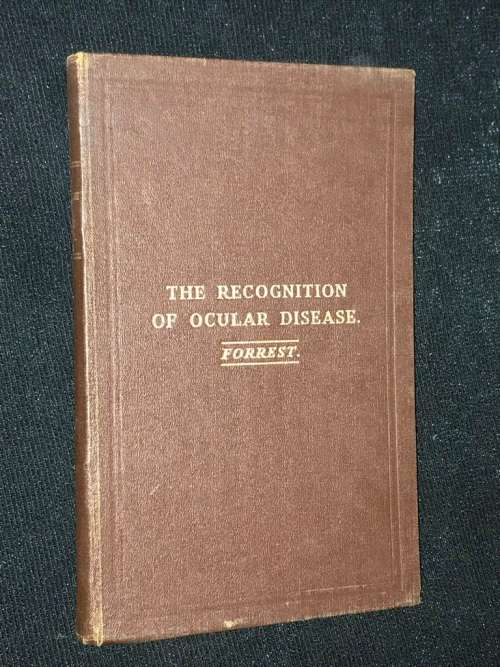 THE RECOGNITION
OF OCULAR DISEASE.
FORREST.